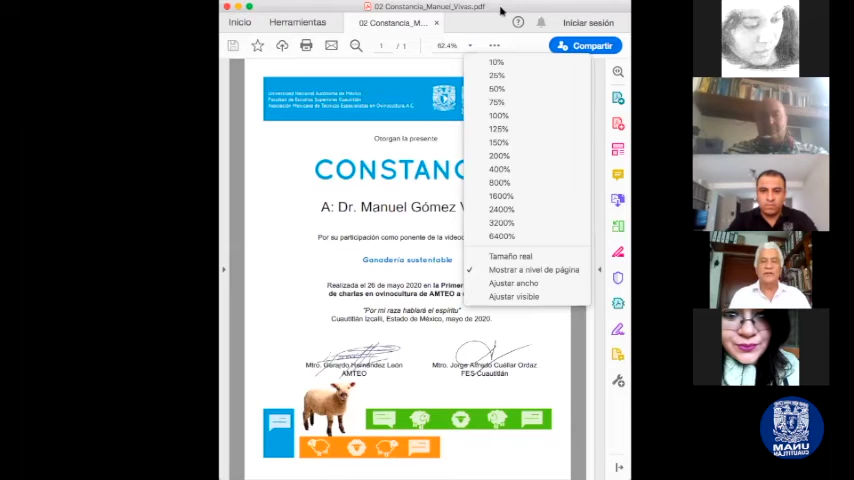 02 Constancia_Manuel_Vivas.pdf
Inicio
Herramientas
02 Constancia_M... ×
Iniciar sesión
1 / 1
62.4%
Compartir
10%
25%
50%
75%
100%
125%
150%
200%
400%
800%
1600%
2400%
3200%
6400%
Tamaño real
✓ Mostrar a nivel de página
Ajustar ancho
Ajustar visible
Universidad Nacional Autónoma de México
Facultad de Estudios Superiores Cuautitlán
Asociación Mexicana de Técnicos Especialistas en Ovinocultura A.C.
Otorgan la presente
CONSTANC
A: Dr. Manuel Gómez V
Por su participación como ponente de la videoc
Ganadería sustentable
Realizada el 26 de mayo 2020 en la Primer
de charlas en ovinocultura de AMTEO a
"Por mi raza hablará el espíritu"
Cuautitlán Izcalli, Estado de México, mayo de 2020.
Mtro. Gerardo Hernández León
AMTEO
Mtro. Jorge Alfredo Cuéllar Ordaz
FES-Cuautitlán
UNAM
CUAUTITLÁN